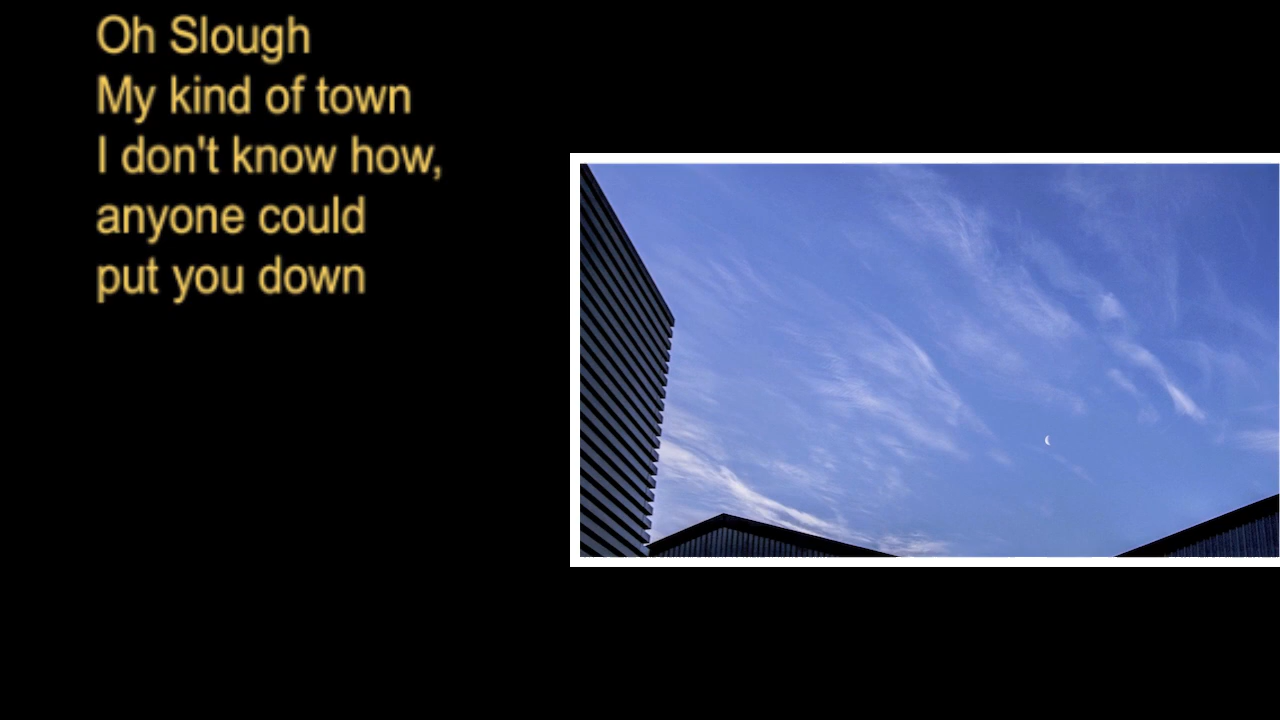 Oh Slough
My kind of town
I don't know how,
anyone could
put you down